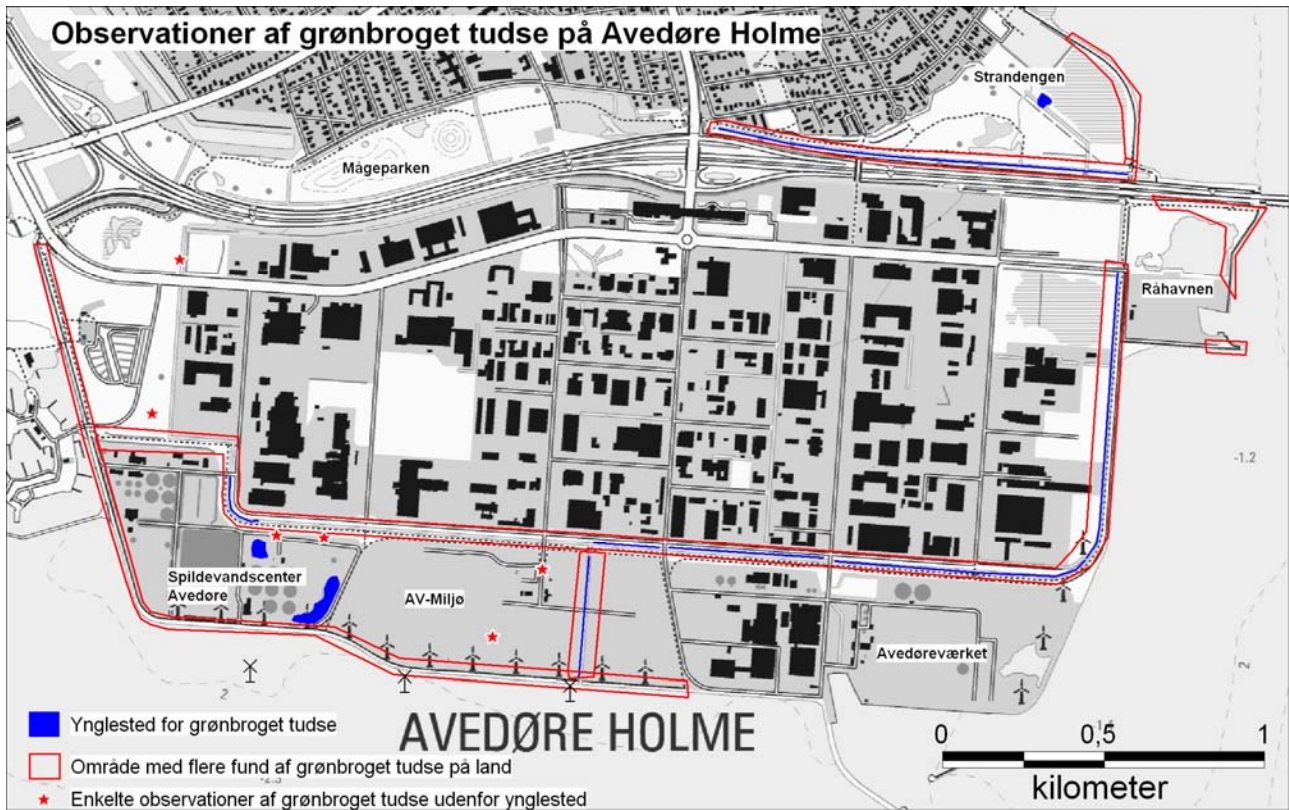 Observationer af grønbroget tudse på Avedøre Holme
Strandengen
Mågeparken
Råhavnen
-1.2
Spildevandscenter
Avedøre
AV-Miljø
Avedøreværket
2
2
AVEDØRE HOLME
Ynglested for grønbroget tudse
Område med flere fund af grønbroget tudse på land
Enkelte observationer af grønbroget tudse udenfor ynglested
0 0,5 1
kilometer